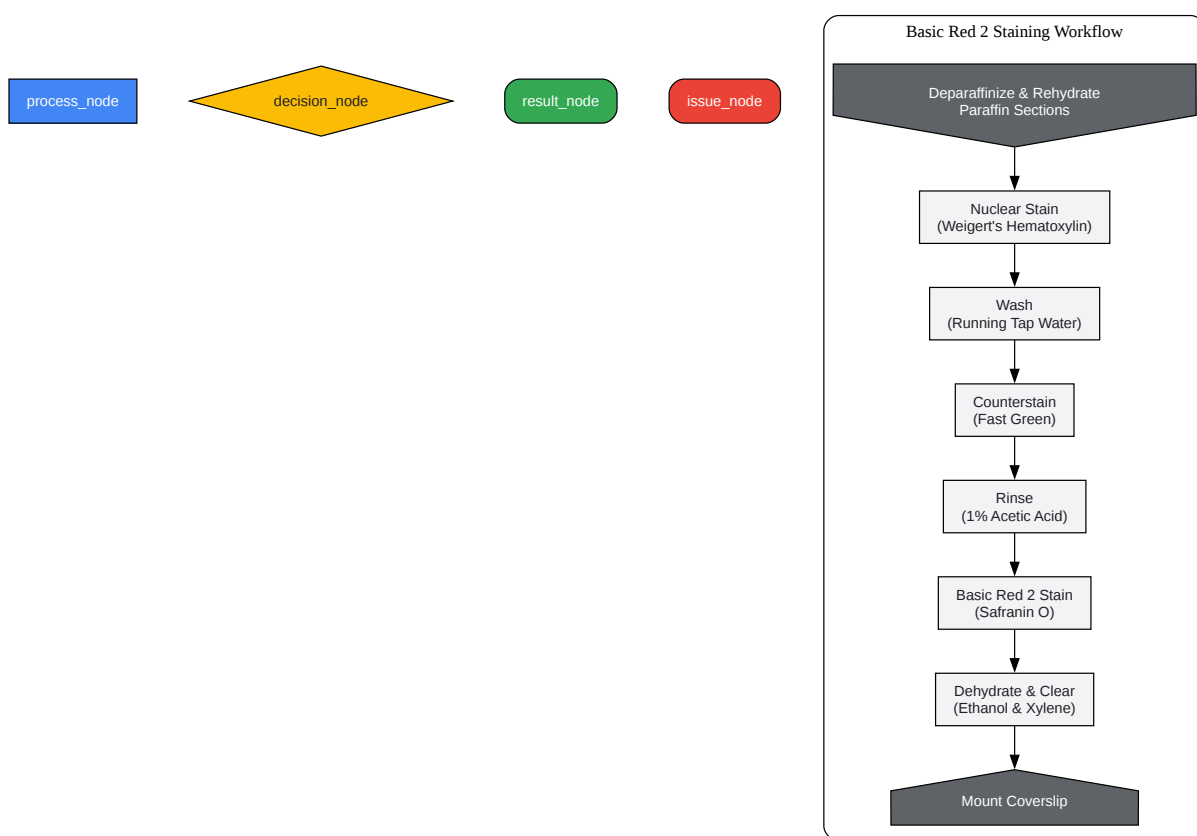 process_node
decision_node
result_node
issue_node
Basic Red 2 Staining Workflow
Deparaffinize & Rehydrate
Paraffin Sections
Nuclear Stain
(Weigert's Hematoxylin)
Wash
(Running Tap Water)
Counterstain
(Fast Green)
Rinse
(1% Acetic Acid)
Basic Red 2 Stain
(Safranin O)
Dehydrate & Clear
(Ethanol & Xylene)
Mount Coverslip